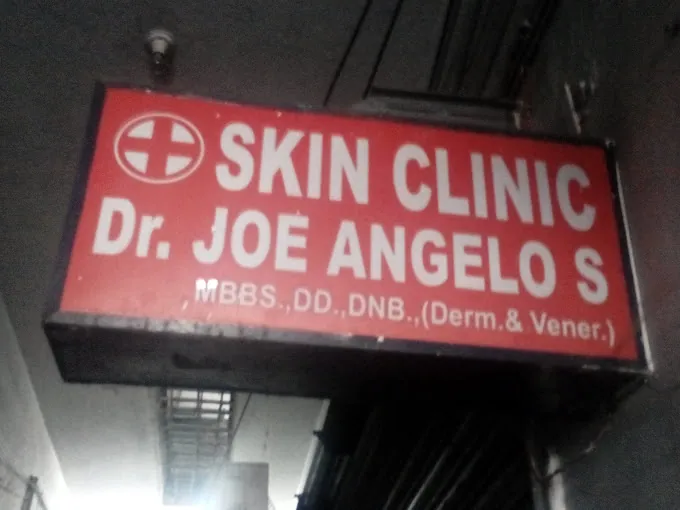 SKIN CLINIC
Dr. JOE ANGELO S
MBBS.,DD.,DNB.,(Derm.& Vener.)